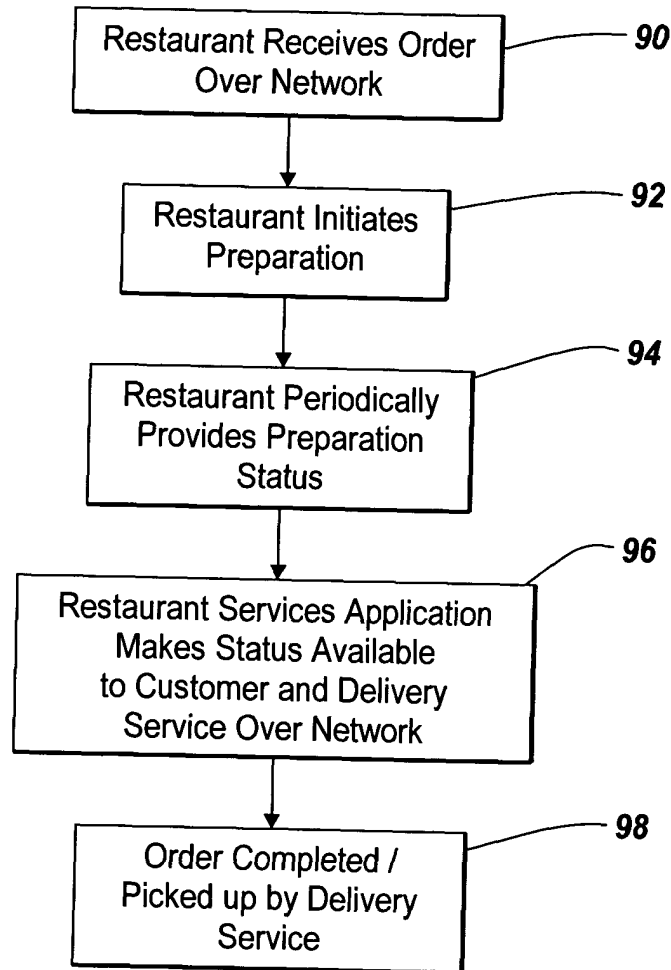 Restaurant Receives Order
Over Network
90
Restaurant Initiates
Preparation
92
Restaurant Periodically
Provides Preparation
Status
94
Restaurant Services Application
Makes Status Available
to Customer and Delivery
Service Over Network
96
Order Completed /
Picked up by Delivery
Service
98